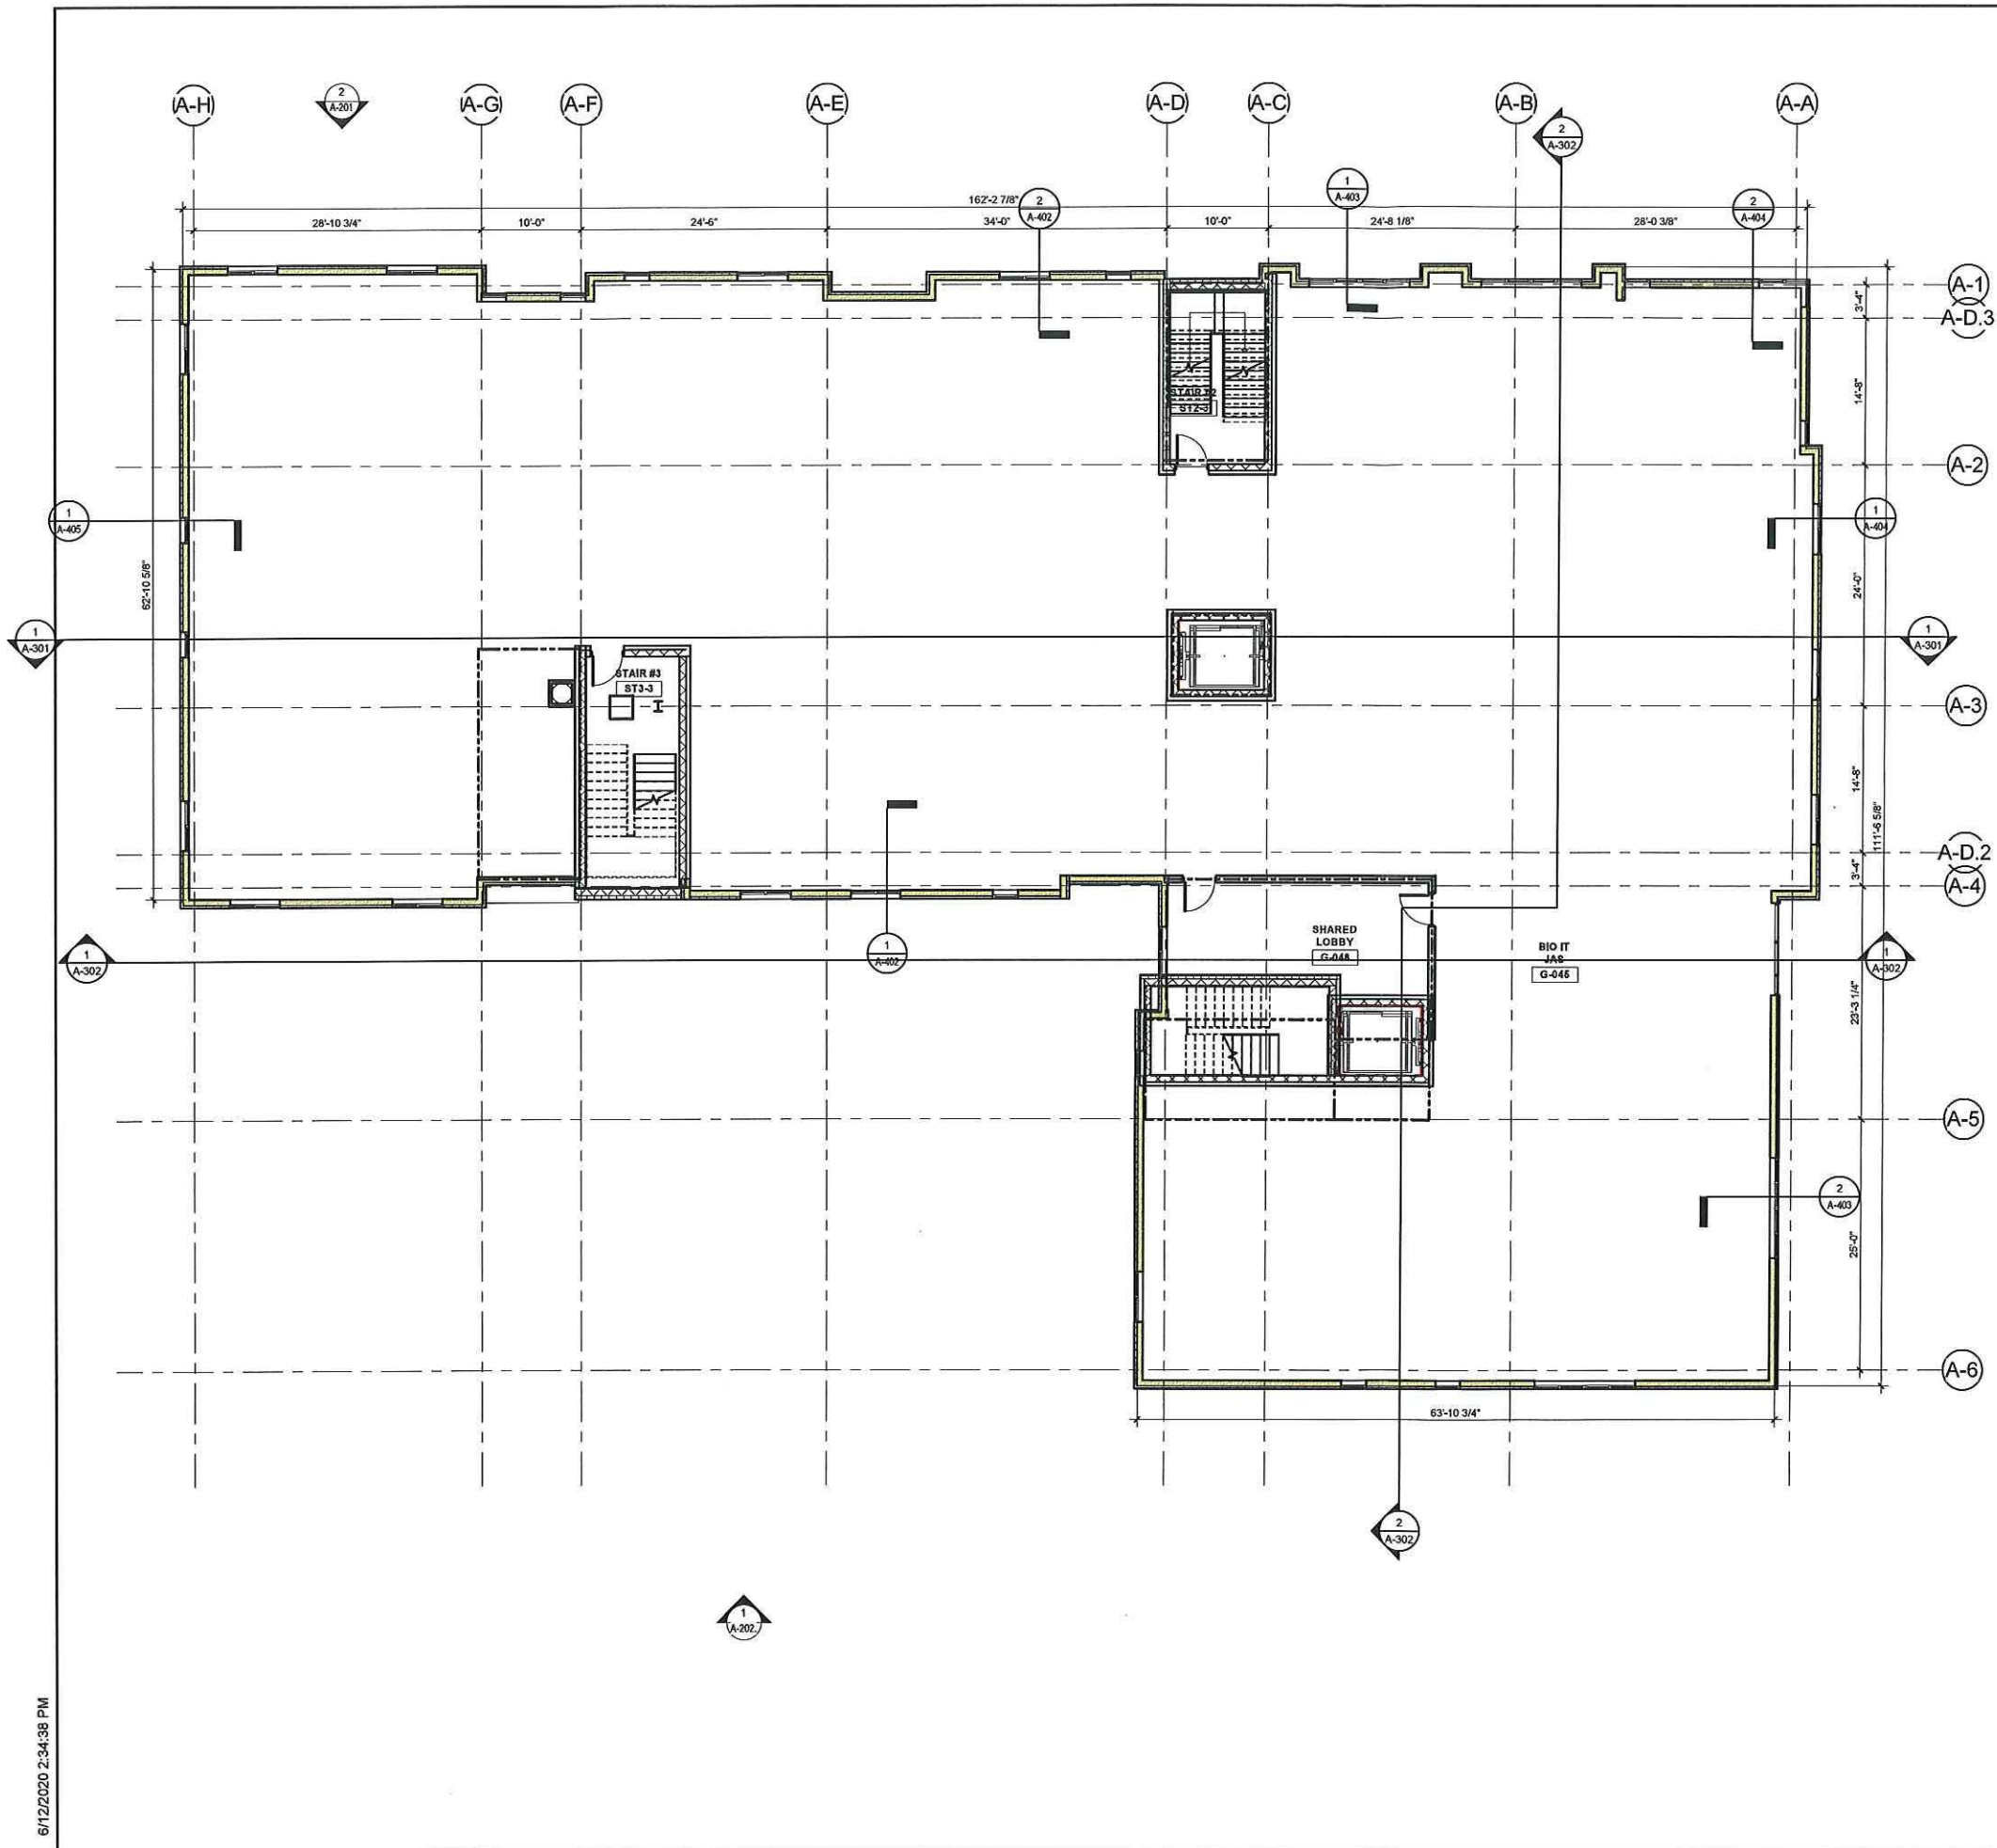 A-H
A-G
A-F
A-E
A-D
A-C
A-B
A-A
2
A-201
2
A-302
1
A-403
2
A-402
2
A-404
162'-2 7/8"
28'-10 3/4"
10'-0"
24'-6"
34'-0"
10'-0"
24'-8 1/8"
28'-0 3/8"
A-1
3'-4"
A-D.3
14'-8"
STAIR #2
ST2-3
A-2
1
A-405
1
A-404
62'-10 5/8"
24'-0"
1
A-301
1
A-301
STAIR #3
ST3-3
A-3
14'-8"
111'-6 5/8"
A-D.2
3'-4"
A-4
SHARED
LOBBY
G-048
BIO IT
JAS
G-045
1
A-302
1
A-402
1
A-302
23'-3 1/4"
A-5
2
A-403
25'-0"
A-6
63'-10 3/4"
2
A-302
1
A-202
6/12/2020 2:34:38 PM